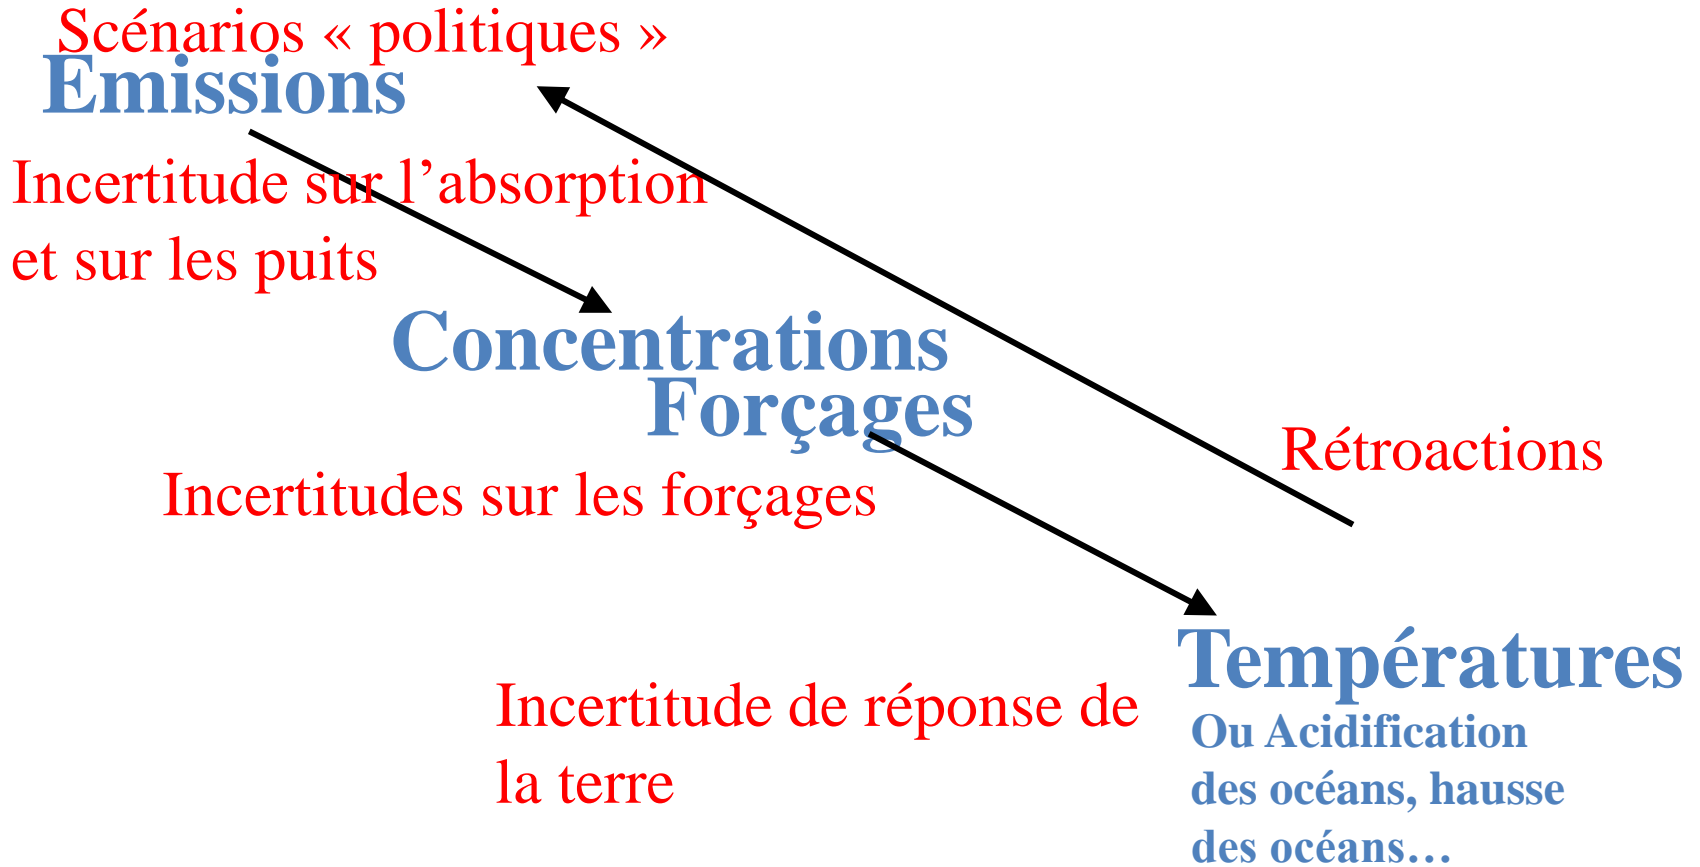 Scénarios « politiques »
Emissions
Incertitude sur l’absorption
et sur les puits
Concentrations
Forçages
Rétroactions
Incertitudes sur les forçages
Températures
Incertitude de réponse de
la terre
Ou Acidification
des océans, hausse
des océans…